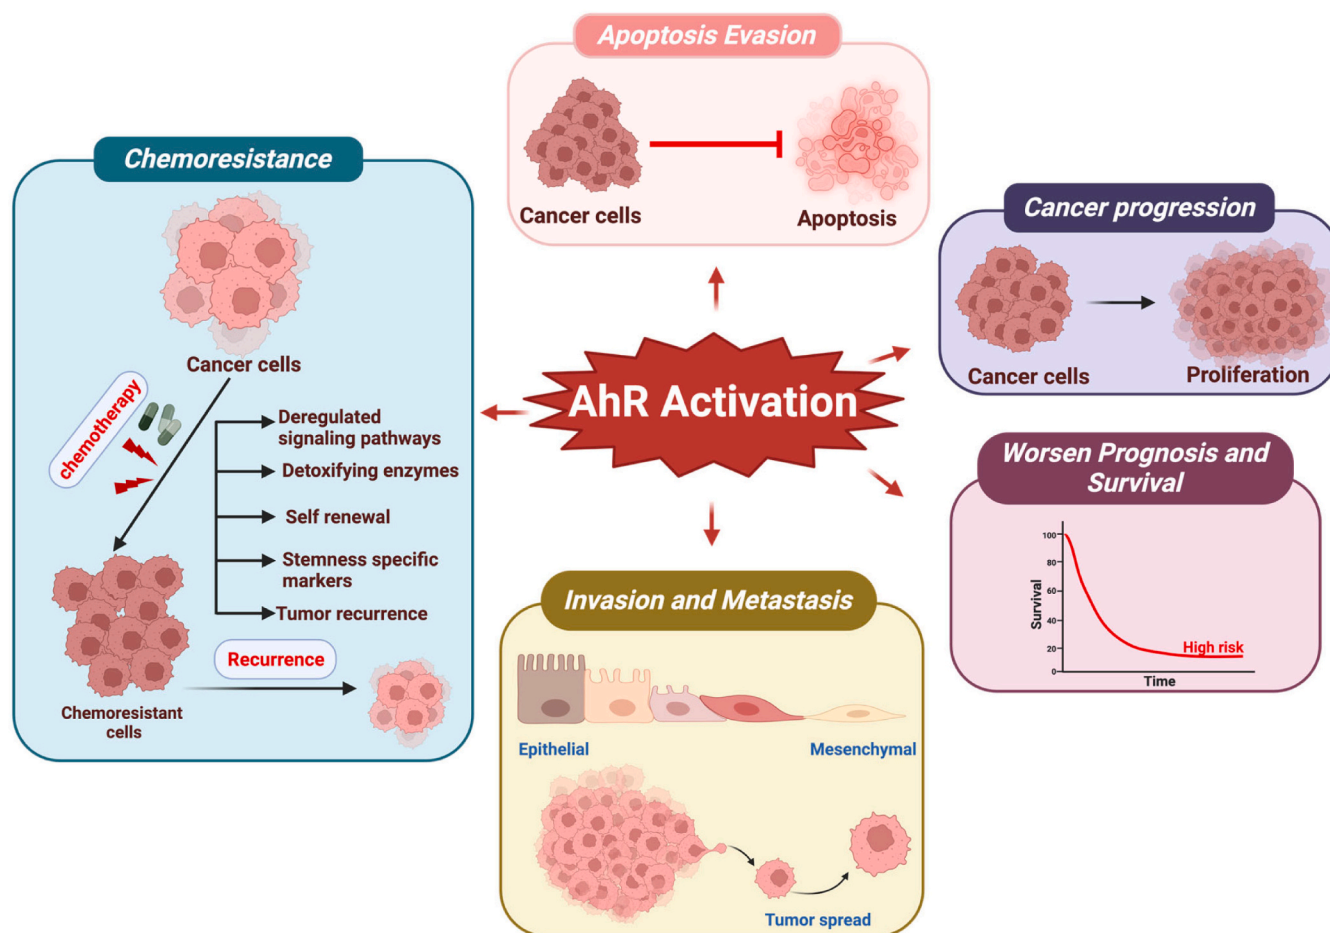 Apoptosis Evasion
Cancer cells
Apoptosis
Chemoresistance
Cancer cells
chemotherapy
Deregulated
signaling pathways
Detoxifying enzymes
Self renewal
Stemness specific
markers
Tumor recurrence
Recurrence
Chemoresistant
cells
AhR Activation
Cancer progression
Cancer cells
Proliferation
Worsen Prognosis and
Survival
Survival
100
80
60
40
20
0
High risk
Time
Invasion and Metastasis
Epithelial
Mesenchymal
Tumor spread